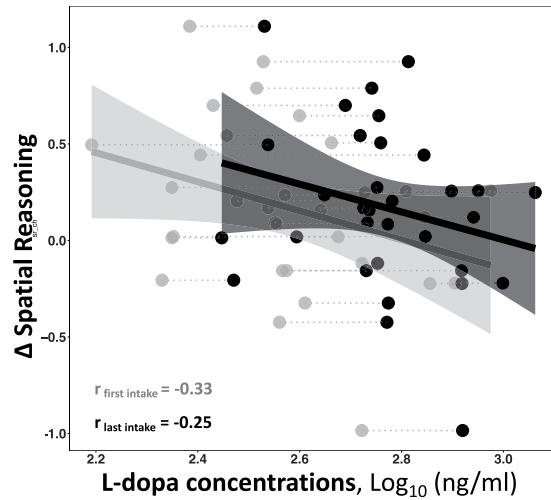 1.0
0.5
0.0
−0.5
-1.0
Δ Spatial Reasoning
r first intake = -0.33
r last intake = -0.25
2.2 2.4 2.6 2.8 3.0
L-dopa concentrations, Log10 (ng/ml)